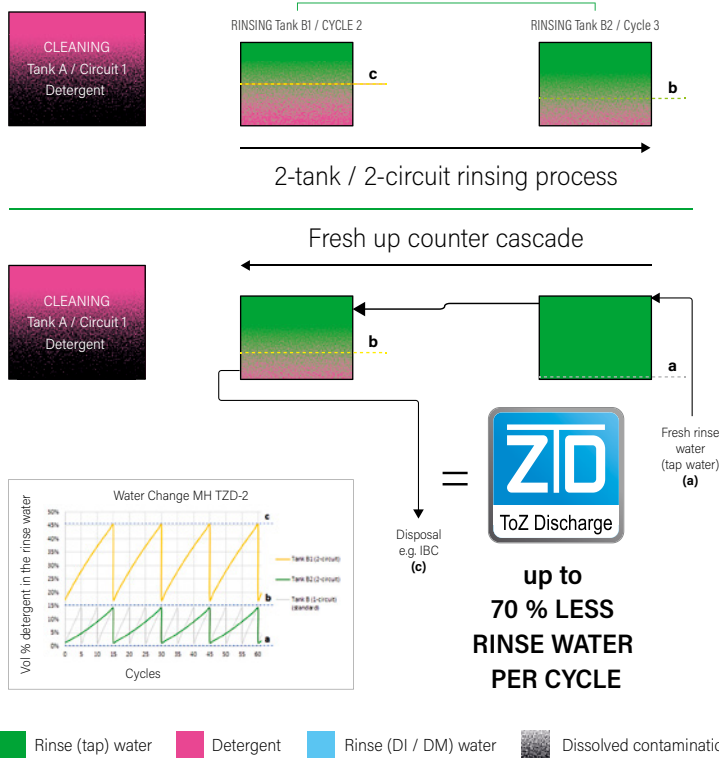 RINSING Tank B1 / CYCLE 2
RINSING Tank B2 / Cycle 3
CLEANING
Tank A / Circuit 1
Detergent
c
b
2-tank / 2-circuit rinsing process
Fresh up counter cascade
CLEANING
Tank A / Circuit 1
Detergent
b
a
Fresh rinse
water
(tap water)
(a)
Disposal
e.g. IBC
(c)
=
ZTD
ToZ Discharge
up to
70 % LESS
RINSE WATER
PER CYCLE
Water Change MH TZD-2
Vol % detergent in the rinse water
50%
45%
40%
35%
30%
25%
20%
15%
10%
5%
0%
c
b
a
Tank B1 (2-circuit)
Tank B2 (2-circuit)
Tank B (1-circuit)
(standard)
0 5 10 15 20 25 30 35 40 45 50 55 60
Cycles
Rinse (tap) water
Detergent
Rinse (DI / DM) water
Dissolved contaminatio